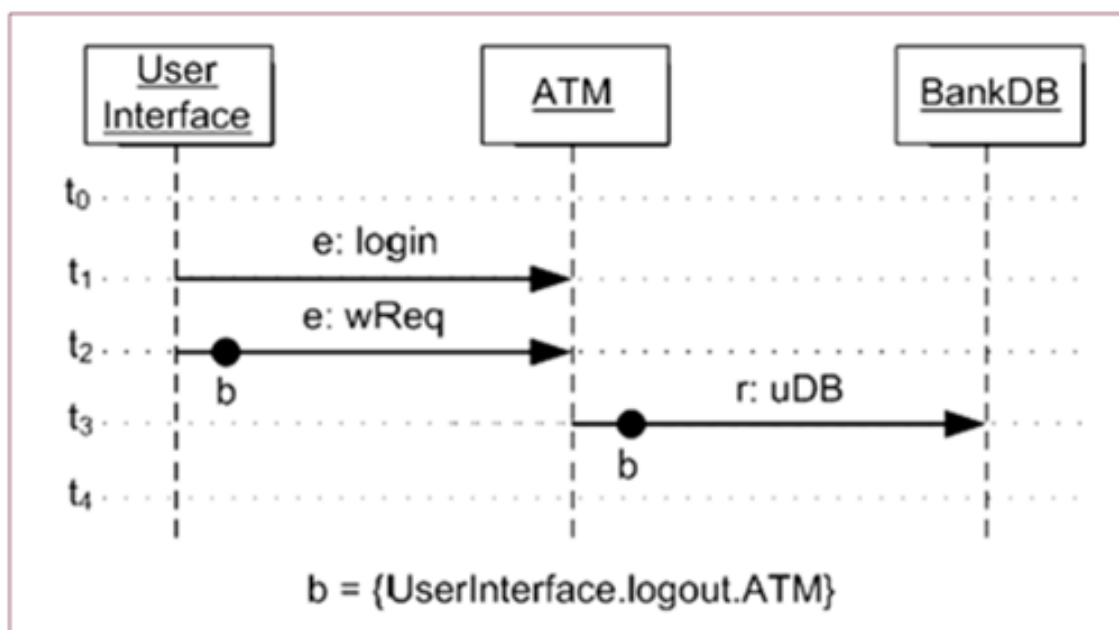 User
Interface
ATM
BankDB
t0
e: login
t1
e: wReq
t2
b
r: uDB
t3
b
t4
b = {UserInterface.logout.ATM}